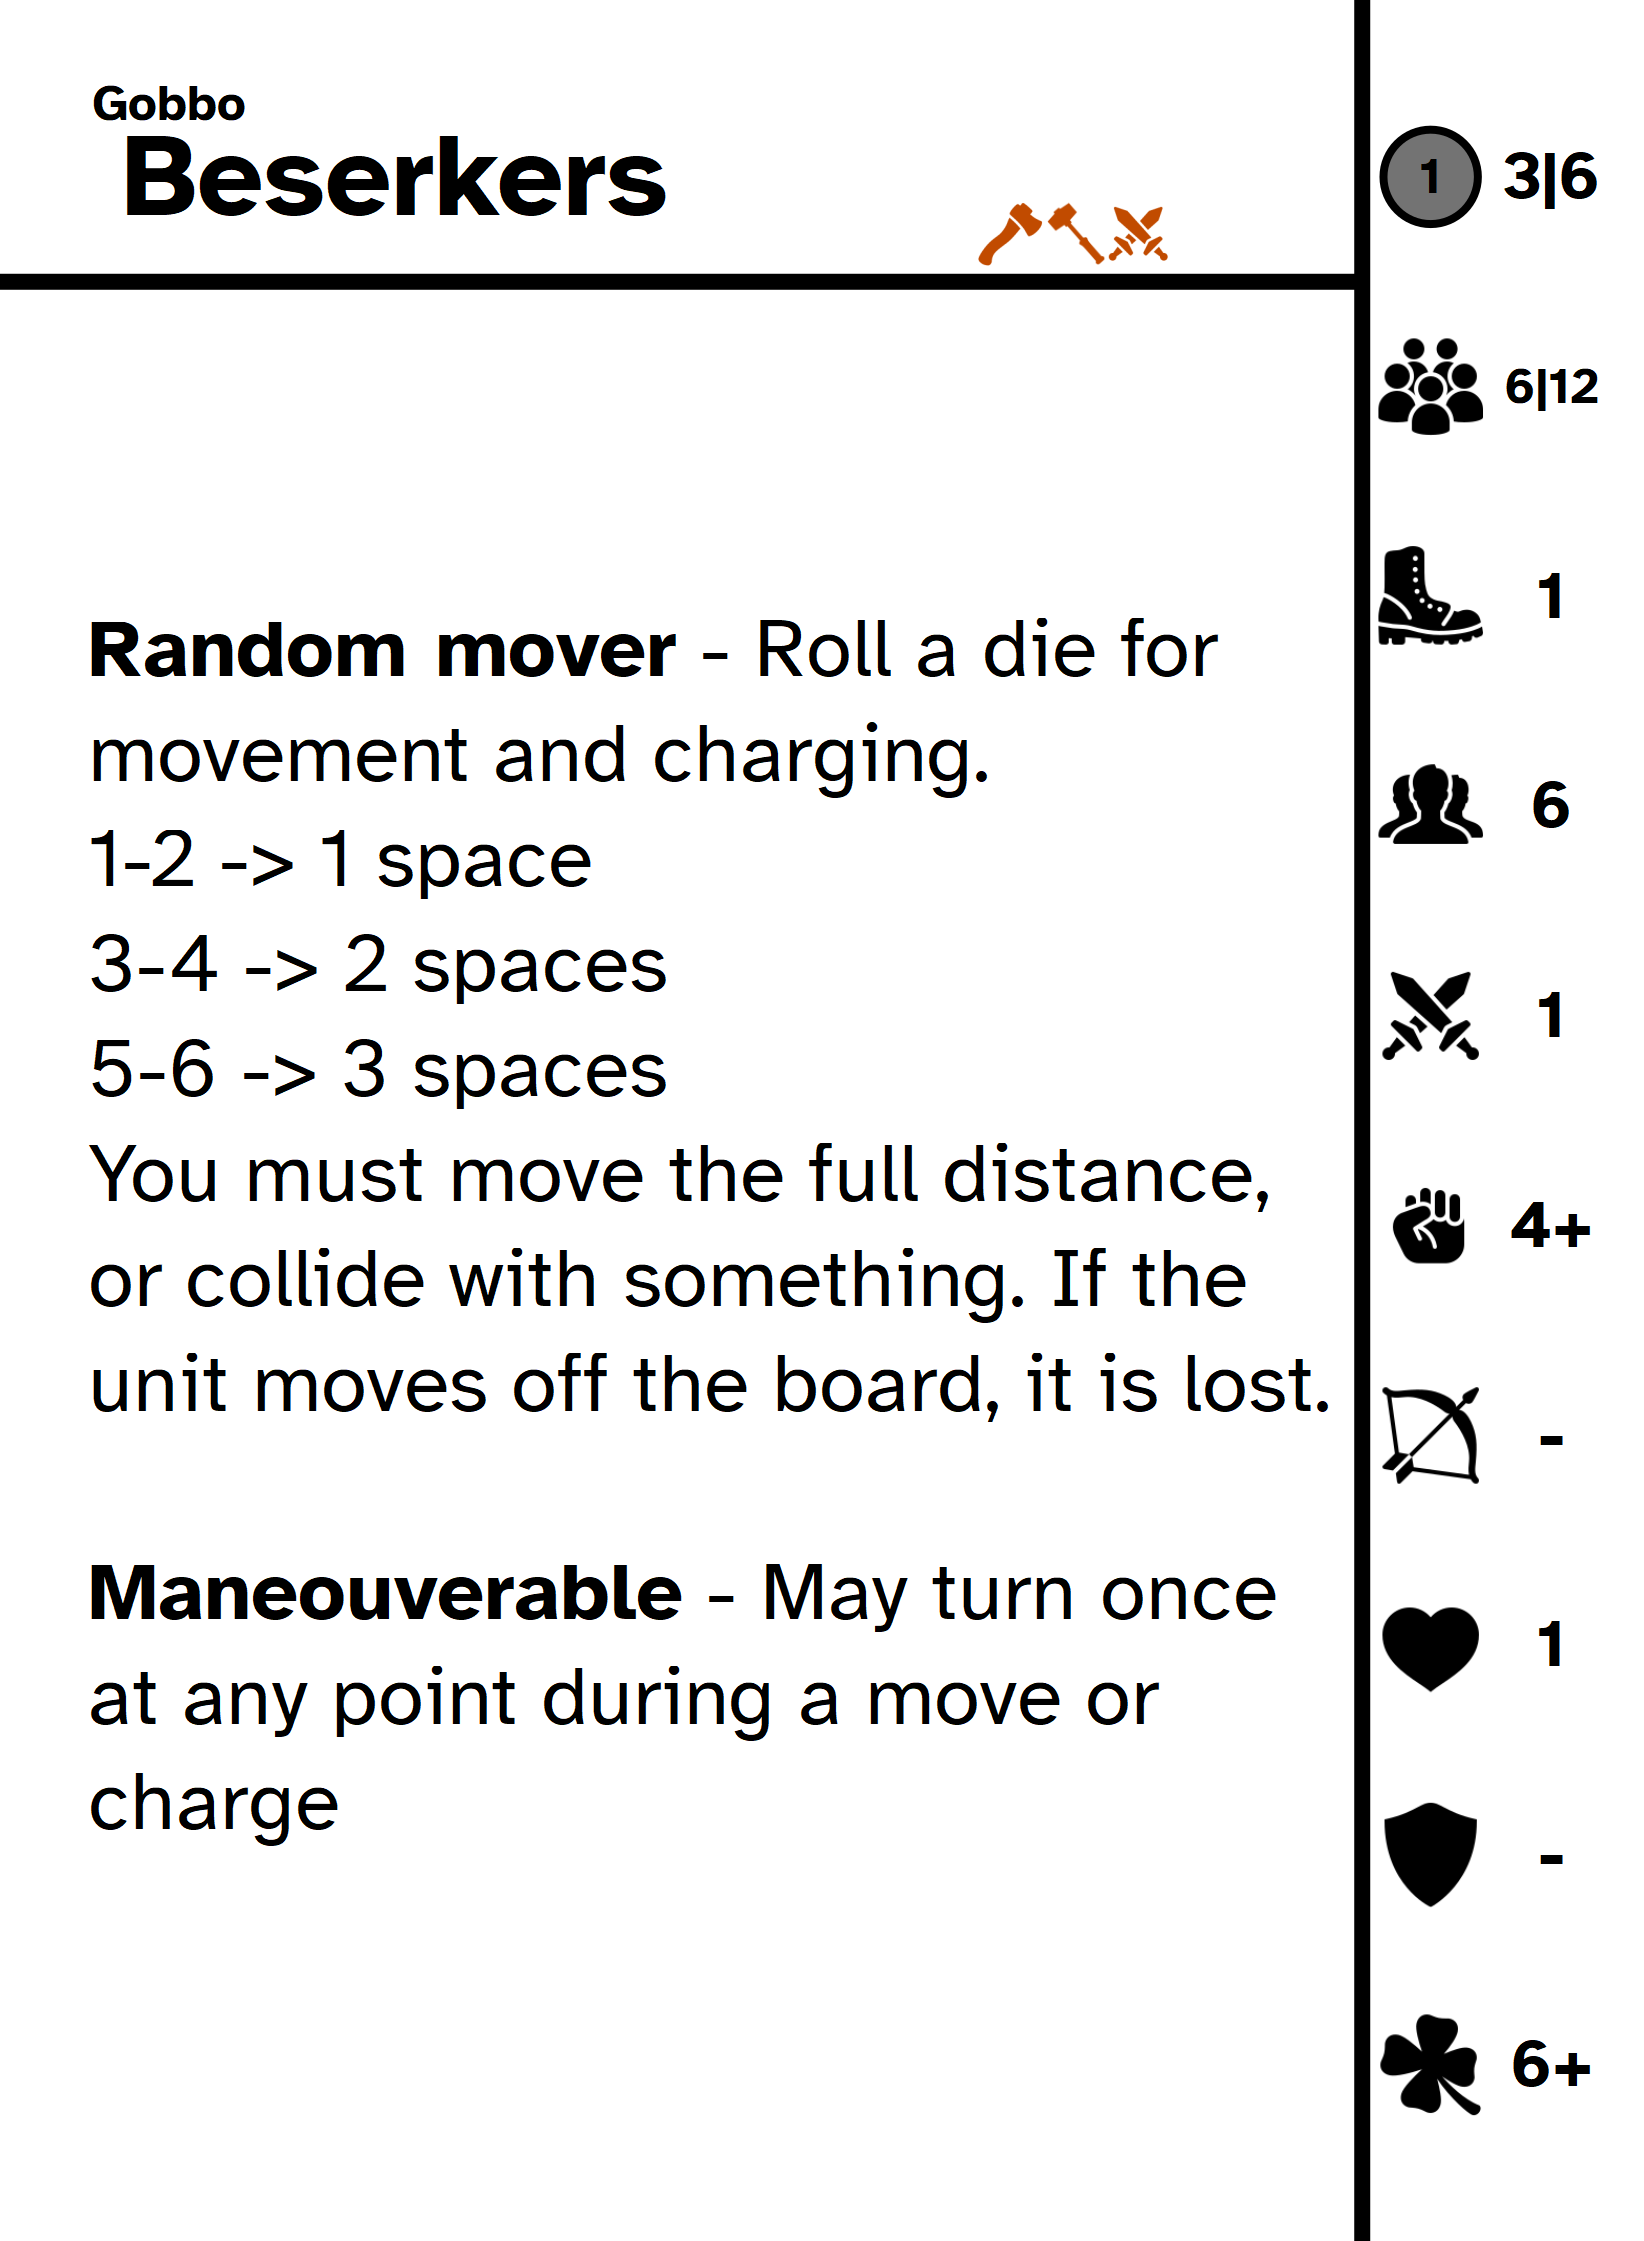 Gobbo
Beserkers
1 3|6
6|12
1
6
1
4+
-
1
-
6+
Random mover - Roll a die for
movement and charging.
1-2 -> 1 space
3-4 -> 2 spaces
5-6 -> 3 spaces
You must move the full distance,
or collide with something. If the
unit moves off the board, it is lost.
Maneouverable - May turn once
at any point during a move or
charge